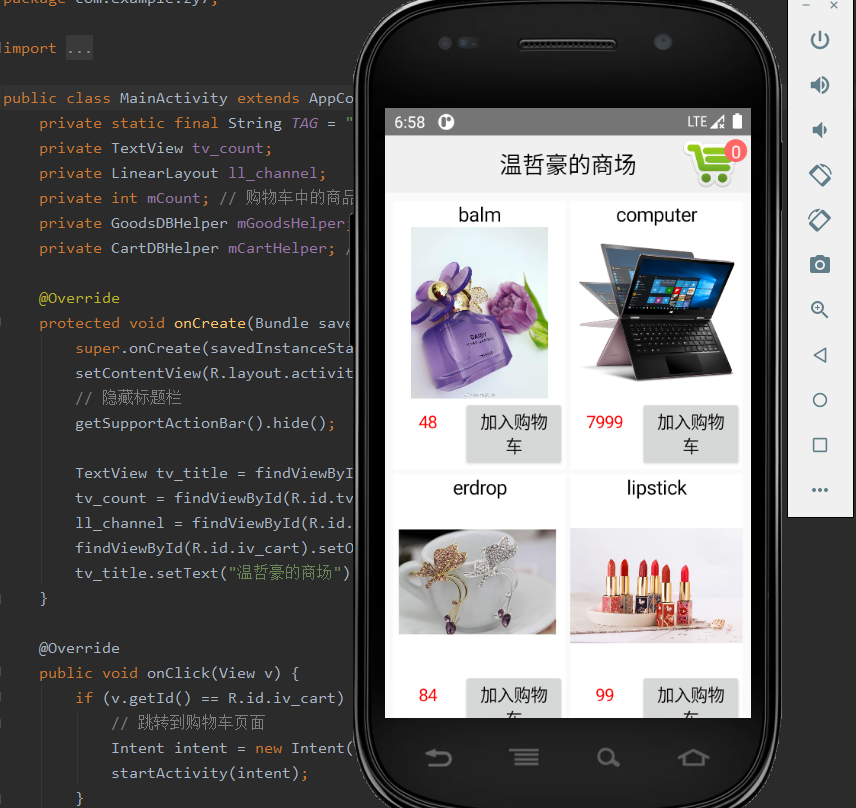 package com.example.zy7;
import ...
public class MainActivity extends AppCo
private static final String TAG = "
private TextView tv_count;
private LinearLayout ll_channel;
private int mCount; // 购物车中的商品
private GoodsDBHelper mGoodsHelper;
private CartDBHelper mCartHelper; /
@Override
protected void onCreate(Bundle save
super.onCreate(savedInstanceSta
setContentView(R.layout.activit
// 隐藏标题栏
getSupportActionBar().hide();
TextView tv_title = findViewByI
tv_count = findViewById(R.id.tv
ll_channel = findViewById(R.id.
findViewById(R.id.iv_cart).setO
tv_title.setText("温哲豪的商场")
}
@Override
public void onClick(View v) {
if (v.getId() == R.id.iv_cart)
// 跳转到购物车页面
Intent intent = new Intent(
startActivity(intent);
}
6:58 LTE
温哲豪的商场 0
balm
computer
48 加入购物
车
7999 加入购物
车
erdrop
lipstick
84 加入购物
车
99 加入购物
车